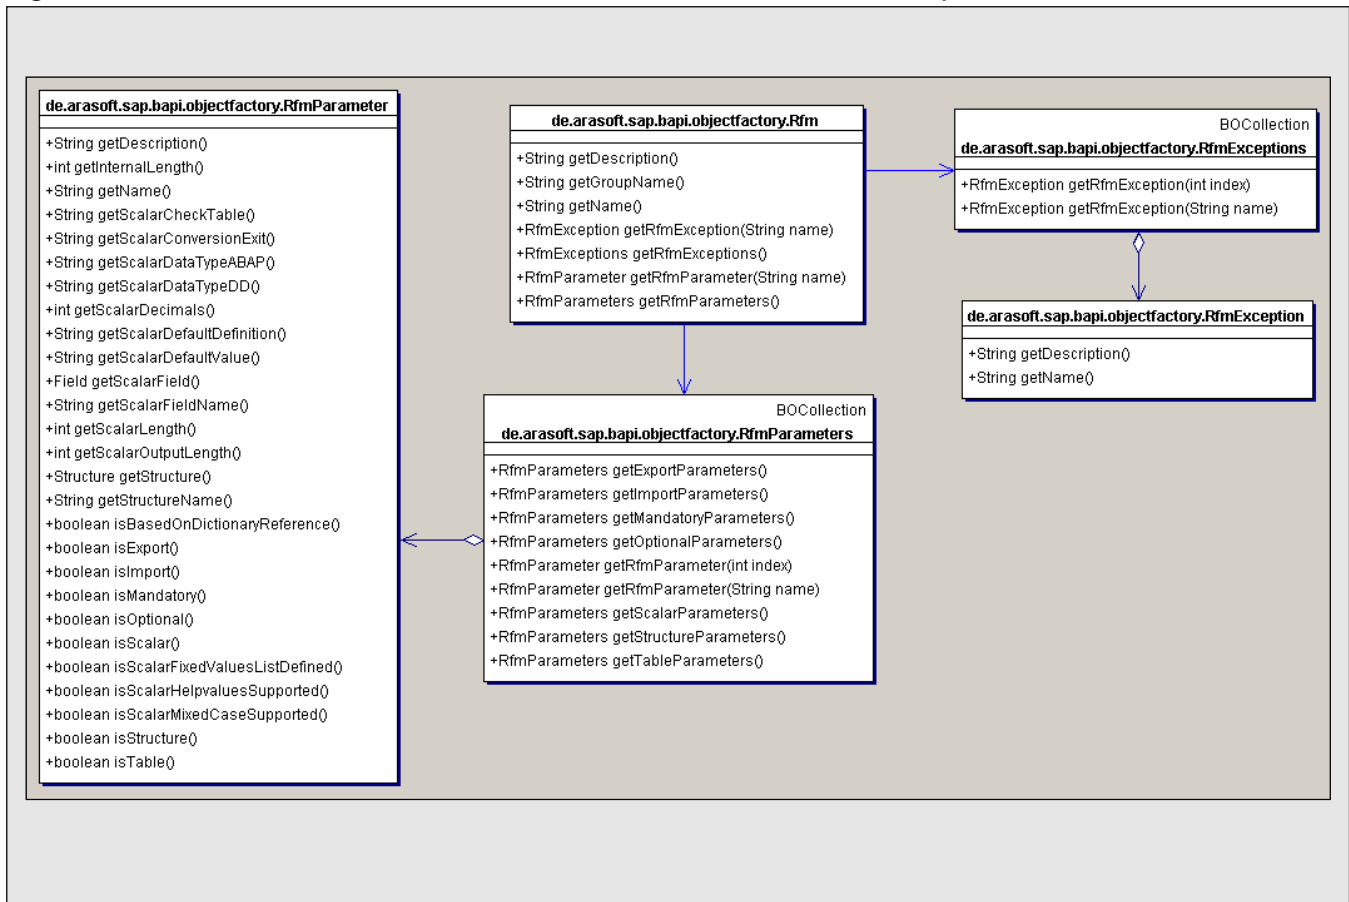 de.arasoft.sap.bapi.objectfactory.RfmParameter
+String getDescription()
+int getInternalLength()
+String getName()
+String getScalarCheckTable()
+String getScalarConversionExit()
+String getScalarDataTypeABAP()
+String getScalarDataTypeDD()
+int getScalarDecimals()
+String getScalarDefaultDefinition()
+String getScalarDefaultValue()
+Field getScalarField()
+String getScalarFieldName()
+int getScalarLength()
+int getScalarOutputLength()
+Structure getStructure()
+String getStructureName()
+boolean isBasedOnDictionaryReference()
+boolean isExport()
+boolean isImport()
+boolean isMandatory()
+boolean isOptional()
+boolean isScalar()
+boolean isScalarFixedValuesListDefined()
+boolean isScalarHelpvaluesSupported()
+boolean isScalarMixedCaseSupported()
+boolean isStructure()
+boolean isTable()
de.arasoft.sap.bapi.objectfactory.Rfm
+String getDescription()
+String getGroupName()
+String getName()
+RfmException getRfmException(String name)
+RfmExceptions getRfmExceptions()
+RfmParameter getRfmParameter(String name)
+RfmParameters getRfmParameters()
BOCollection
de.arasoft.sap.bapi.objectfactory.RfmParameters
+RfmParameters getExportParameters()
+RfmParameters getImportParameters()
+RfmParameters getMandatoryParameters()
+RfmParameters getOptionalParameters()
+RfmParameter getRfmParameter(int index)
+RfmParameter getRfmParameter(String name)
+RfmParameters getScalarParameters()
+RfmParameters getStructureParameters()
+RfmParameters getTableParameters()
BOCollection
de.arasoft.sap.bapi.objectfactory.RfmExceptions
+RfmException getRfmException(int index)
+RfmException getRfmException(String name)
de.arasoft.sap.bapi.objectfactory.RfmException
+String getDescription()
+String getName()